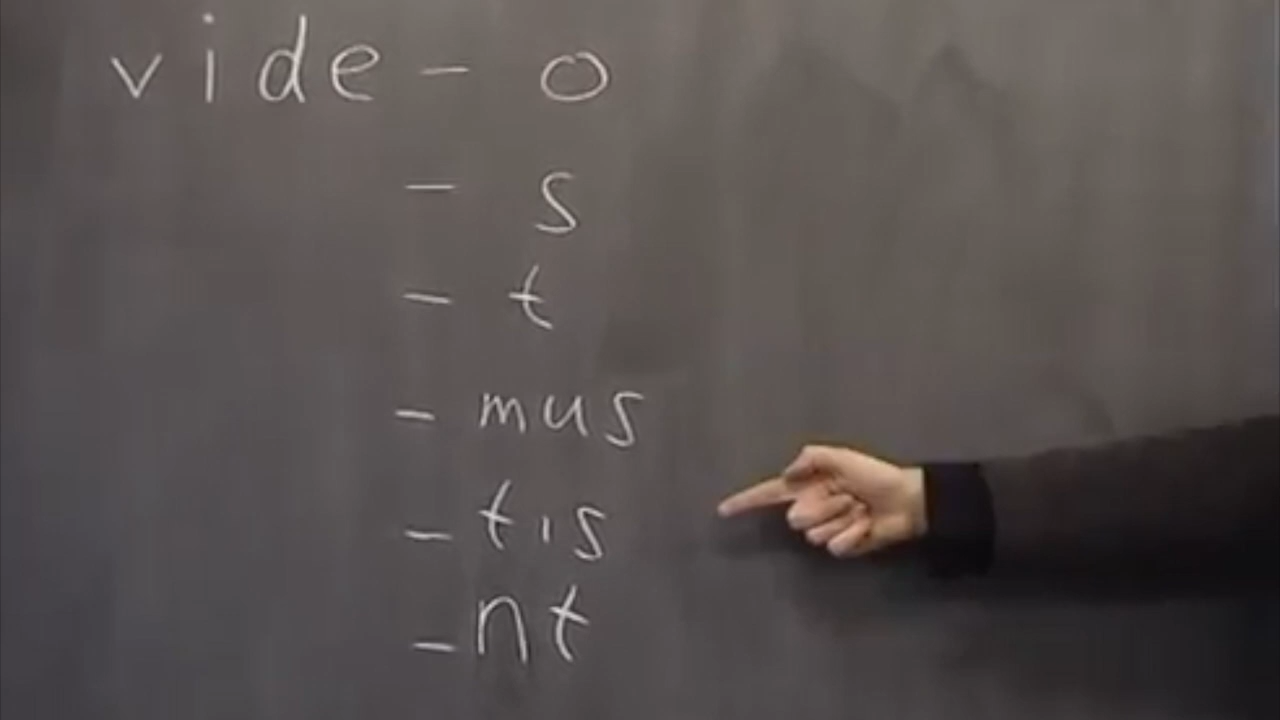 vide - o
- s
- t
- mus
- tis
- nt